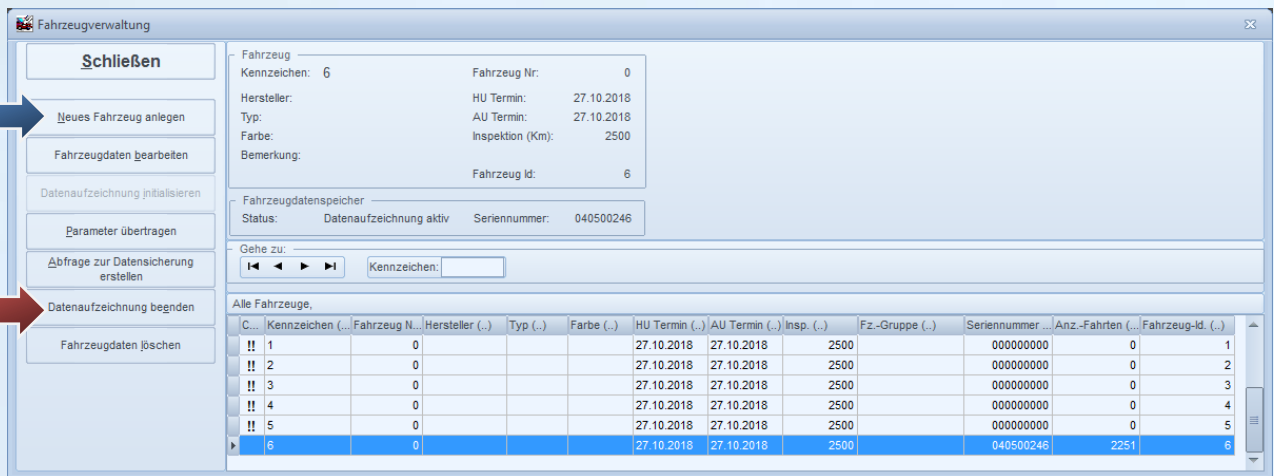 Fahrzeugverwaltung
Schließen
Neues Fahrzeug anlegen
Fahrzeugdaten bearbeiten
Datenaufzeichnung initialisieren
Parameter übertragen
Abfrage zur Datensicherung
erstellen
Datenaufzeichnung beenden
Fahrzeugdaten löschen
Fahrzeug
Kennzeichen: 6 Fahrzeug Nr: 0
Hersteller: HU Termin: 27.10.2018
Typ: AU Termin: 27.10.2018
Farbe: Inspektion (Km): 2500
Bemerkung:
Fahrzeug Id: 6
Fahrzeugdatenspeicher
Status: Datenaufzeichnung aktiv Seriennummer: 040500246
Gehe zu:
Kennzeichen:
Alle Fahrzeuge,
C... Kennzeichen (... Fahrzeug N... Hersteller (..) Typ (..) Farbe (..) HU Termin (..) AU Termin (..) Insp. (..) Fz.-Gruppe (..) Seriennummer ... Anz.-Fahrten (... Fahrzeug-Id. (..)
!! 1 0 27.10.2018 27.10.2018 2500 000000000 0 1
!! 2 0 27.10.2018 27.10.2018 2500 000000000 0 2
!! 3 0 27.10.2018 27.10.2018 2500 000000000 0 3
!! 4 0 27.10.2018 27.10.2018 2500 000000000 0 4
!! 5 0 27.10.2018 27.10.2018 2500 000000000 0 5
6 0 27.10.2018 27.10.2018 2500 040500246 2251 6